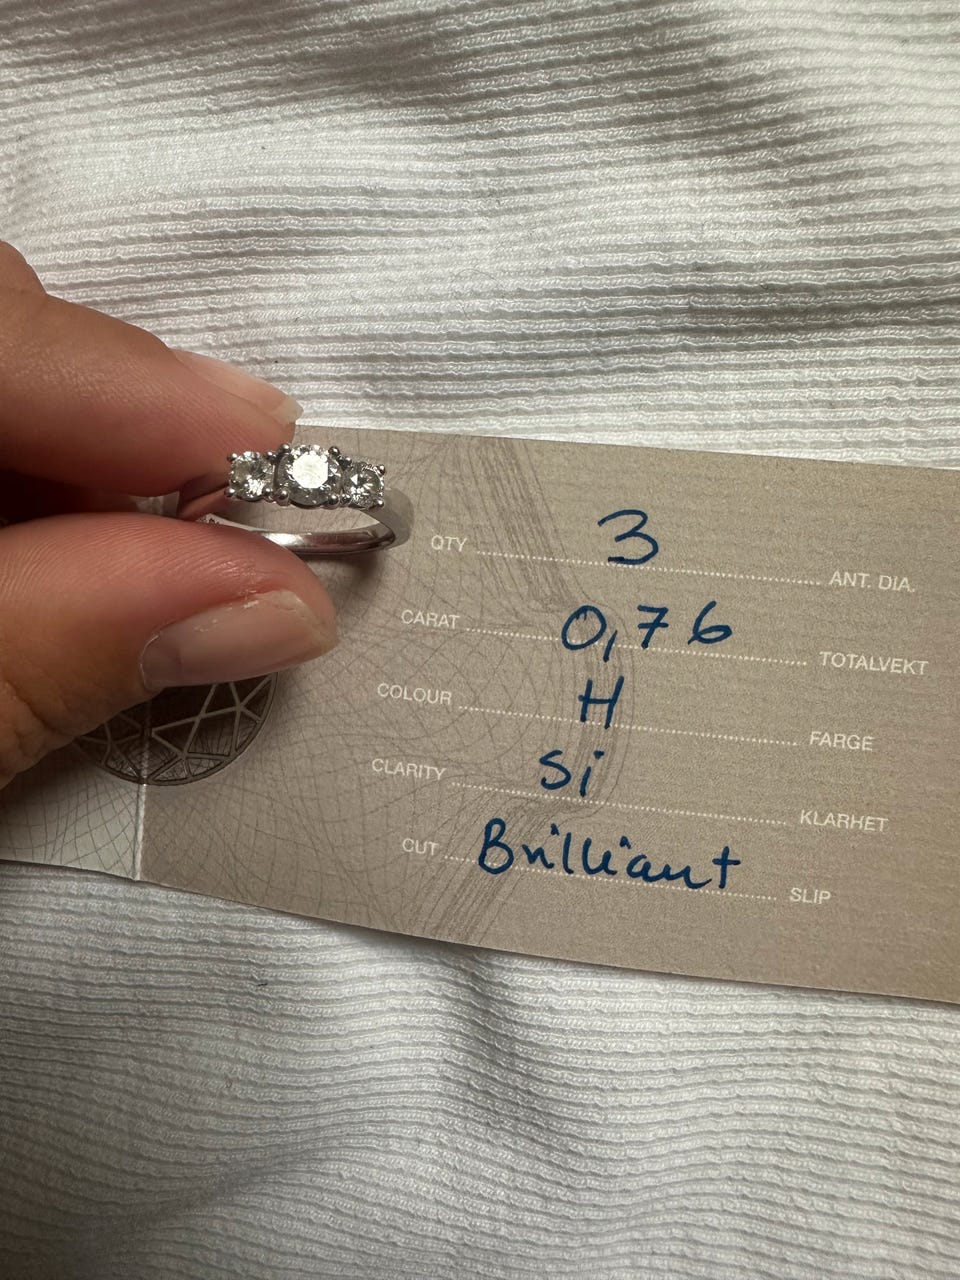 QTY 3 ANT. DIA.
CARAT 0,76 TOTALVEKT
COLOUR H FARGE
CLARITY Si KLARHET
CUT Brilliant SLIP